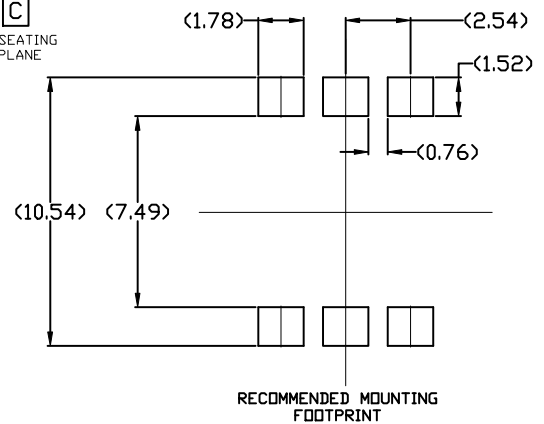 C
SEATING
PLANE
(1.78)
(2.54)
(1.52)
(0.76)
(10.54)
(7.49)
RECOMMENDED MOUNTING
FOOTPRINT